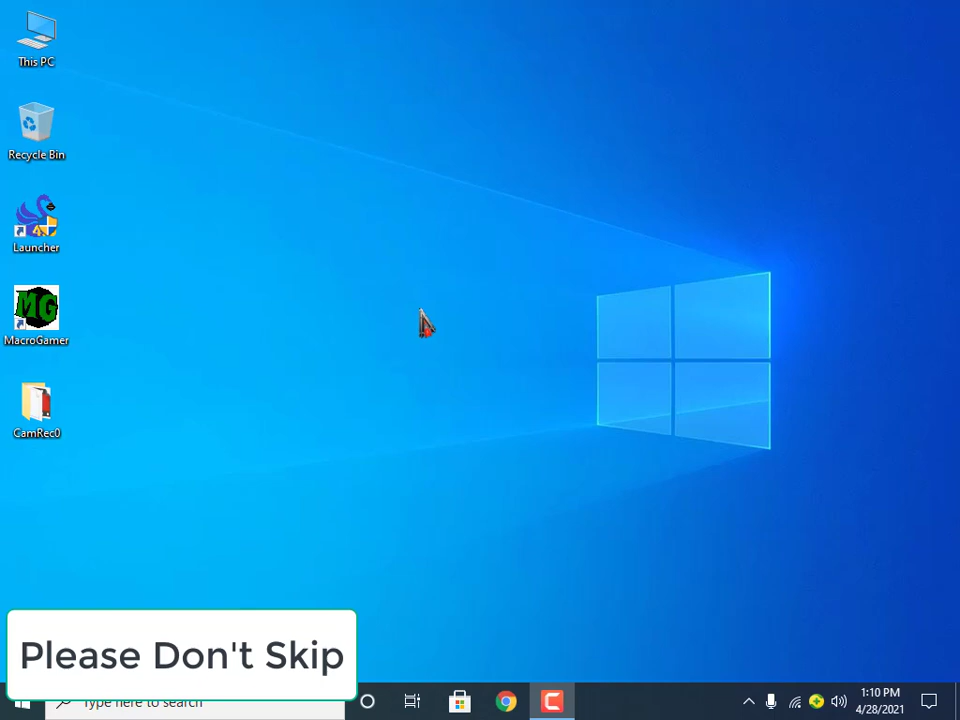 This PC
Recycle Bin
Launcher
MG
MacroGamer
CamRec0
Please Don't Skip
Type here to search
1:10 PM
4/28/2021